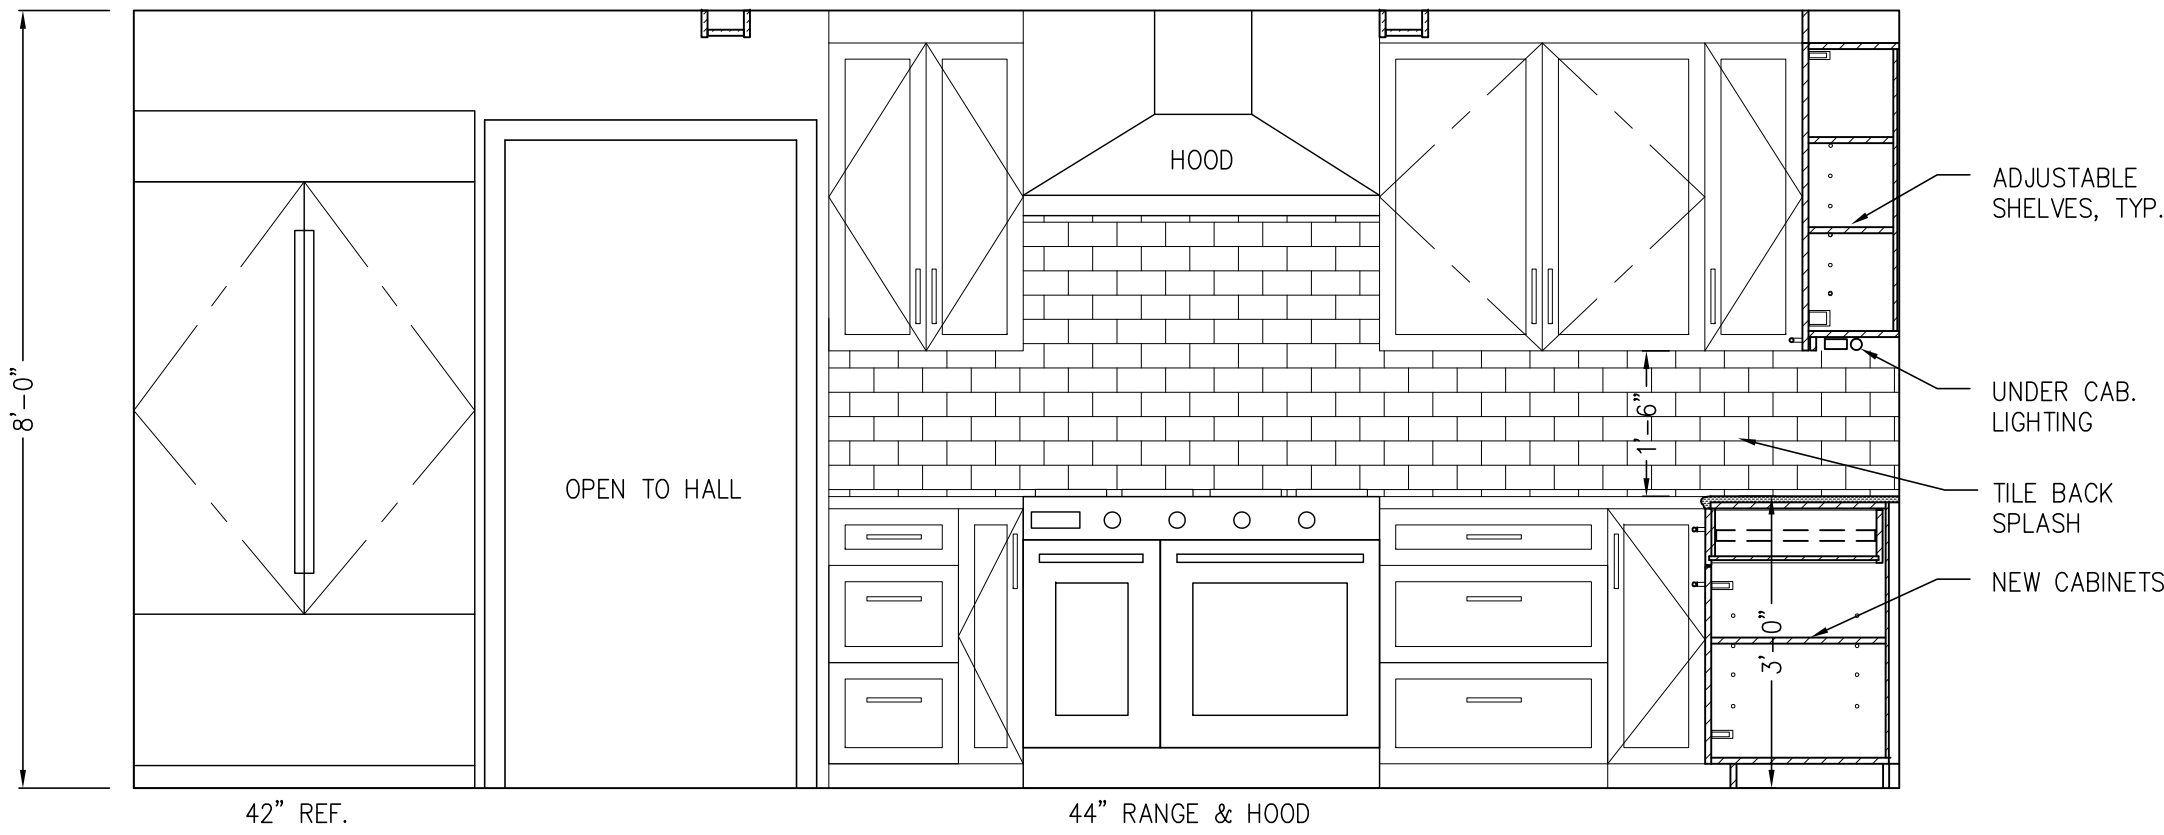 HOOD
ADJUSTABLE
SHELVES, TYP.
8'-0"
1'-6"
UNDER CAB.
LIGHTING
OPEN TO HALL
TILE BACK
SPLASH
NEW CABINETS
3'-0"
42" REF.
44" RANGE & HOOD